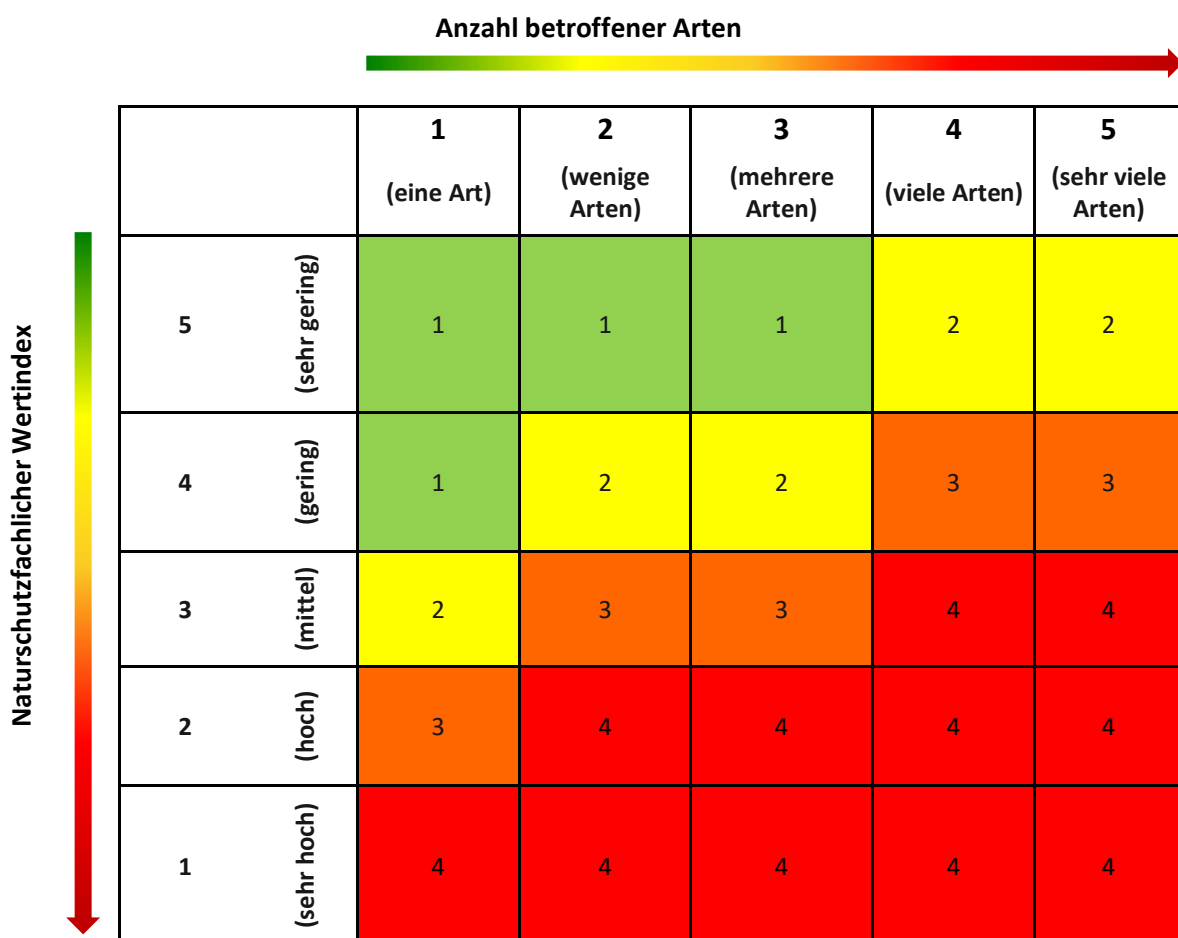 Anzahl betroffener Arten
1 2 3 4 5
(eine Art) (wenige Arten) (mehrere Arten) (viele Arten) (sehr viele Arten)
Naturschutzfachlicher Wertindex
5 (sehr gering) 1 1 1 2 2
4 (gering) 1 2 2 3 3
3 (mittel) 2 3 3 4 4
2 (hoch) 3 4 4 4 4
1 (sehr hoch) 4 4 4 4 4